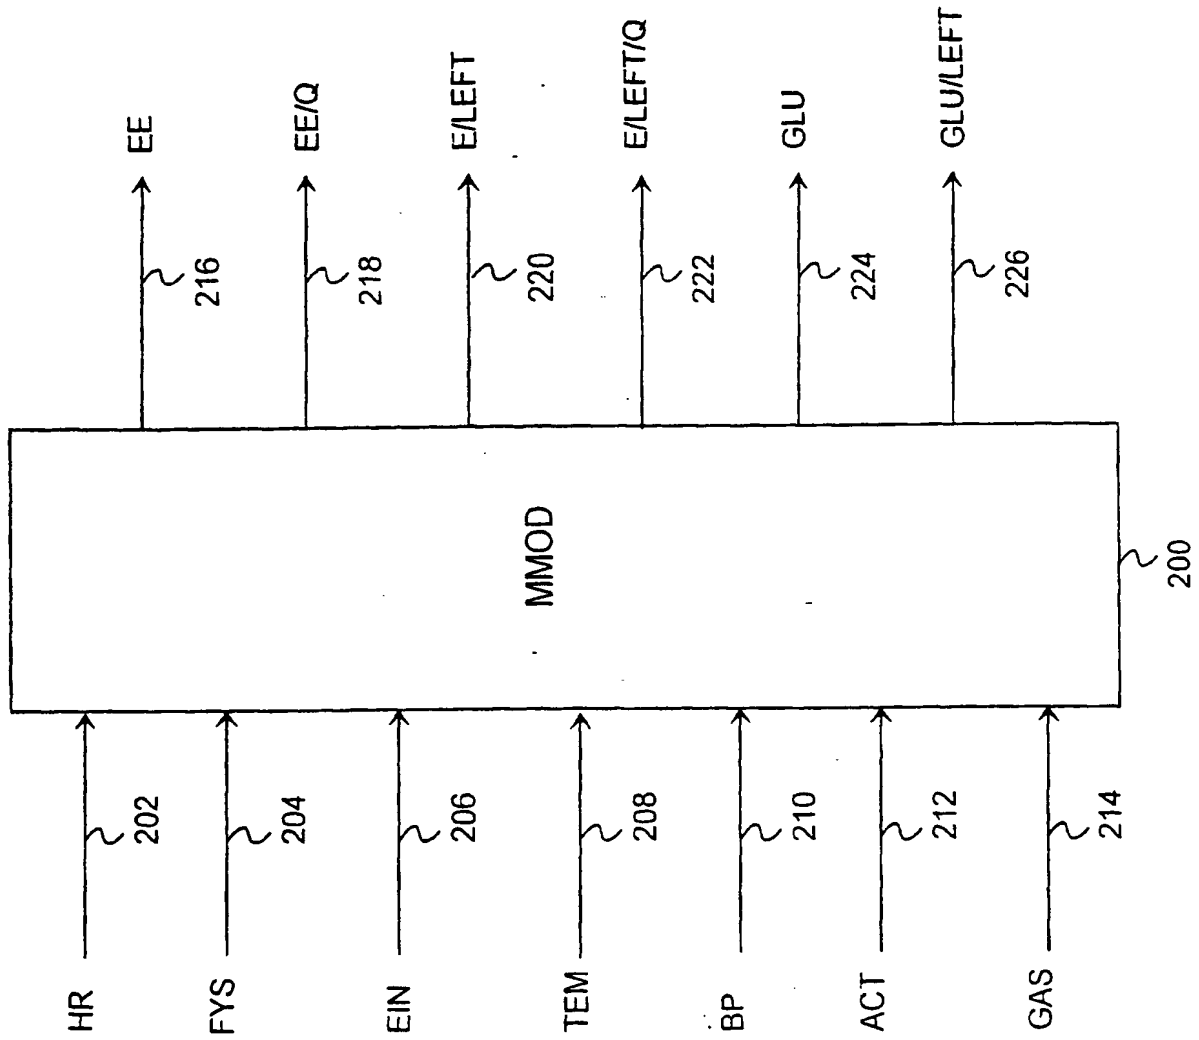 HR
202
FYS
204
EIN
206
TEM
208
BP
210
ACT
212
GAS
214
MMOD
200
EE
216
EE/Q
218
E/LEFT
220
E/LEFT/Q
222
GLU
224
GLU/LEFT
226